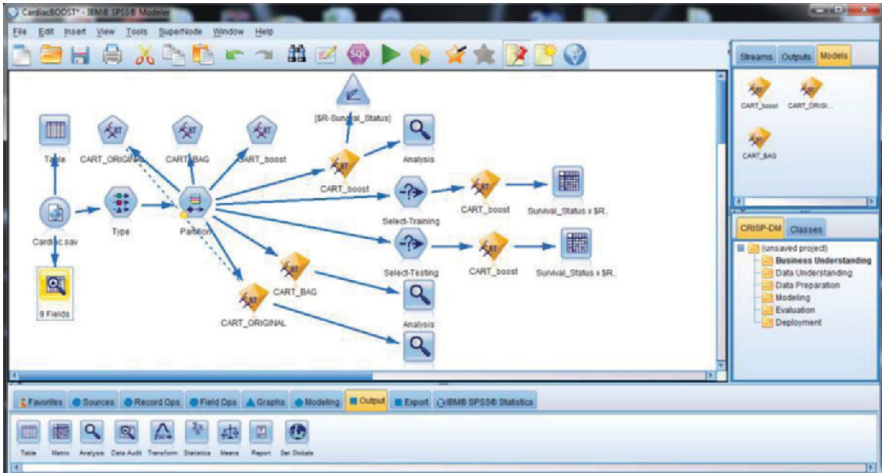 CardiacBOOST* - IBM® SPSS® Modeler
File Edit Insert View Tools SuperNode Window Help
SQL
Streams Outputs Models
CART_boost CART_ORIGI...
CART_BAG
[$R-Survival_Status]
Table CART_ORIGINAL CART_BAG CART_boost
CART_boost Analysis
Cardiac.sav Type Partition
Select-Training CART_boost Survival_Status x $R..
Select-Testing CART_boost Survival_Status x $R..
CART_BAG
9 Fields
CART_ORIGINAL Analysis
CRISP-DM Classes
(unsaved project)
Business Understanding
Data Understanding
Data Preparation
Modeling
Evaluation
Deployment
Favorites Sources Record Ops Field Ops Graphs Modeling Output Export IBM® SPSS® Statistics
Table Matrix Analysis Data Audit Transform Statistics Means Report Set Globals